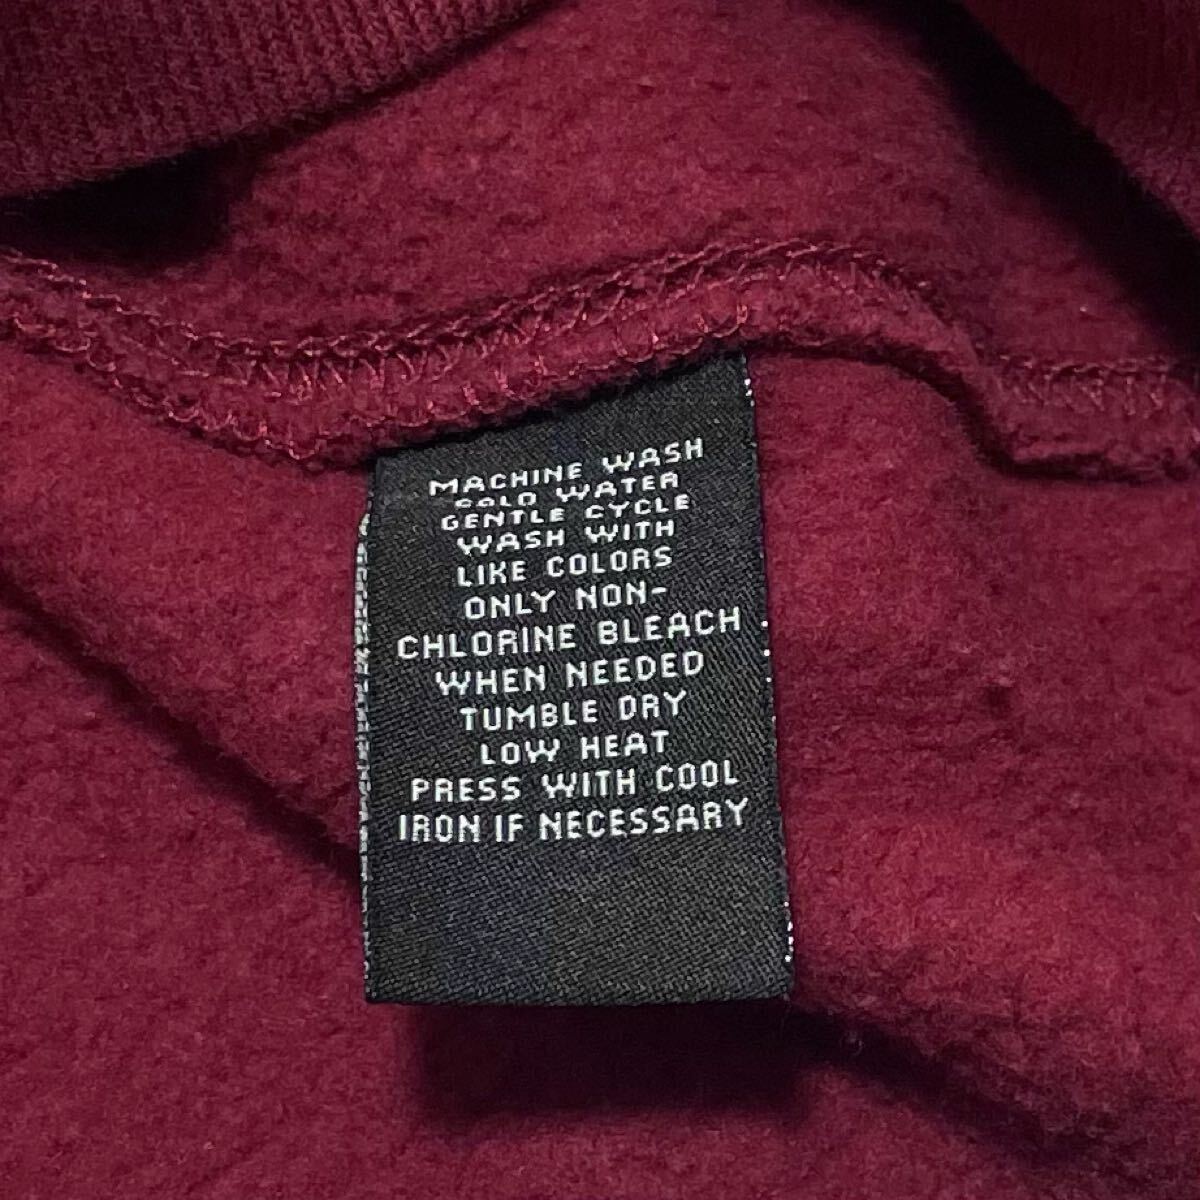 MACHINE WASH
COLD WATER
GENTLE CYCLE
WASH WITH
LIKE COLORS
ONLY NON-
CHLORINE BLEACH
WHEN NEEDED
TUMBLE DRY
LOW HEAT
PRESS WITH COOL
IRON IF NECESSARY